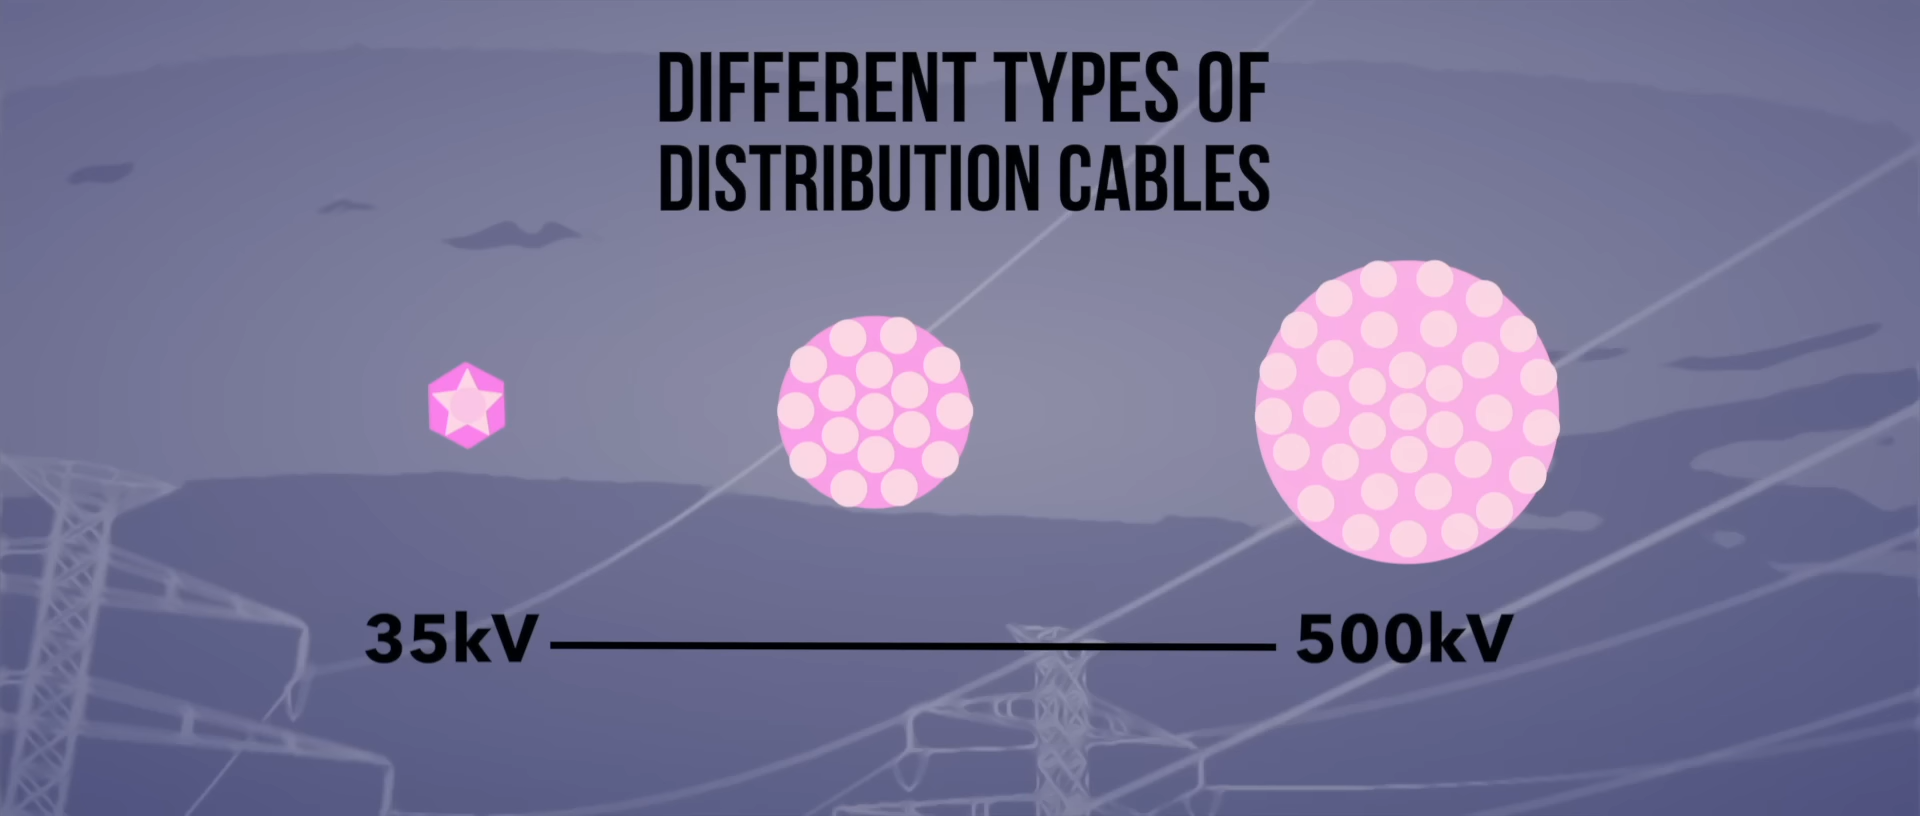 DIFFERENT TYPES OF
DISTRIBUTION CABLES
35kV 500kV